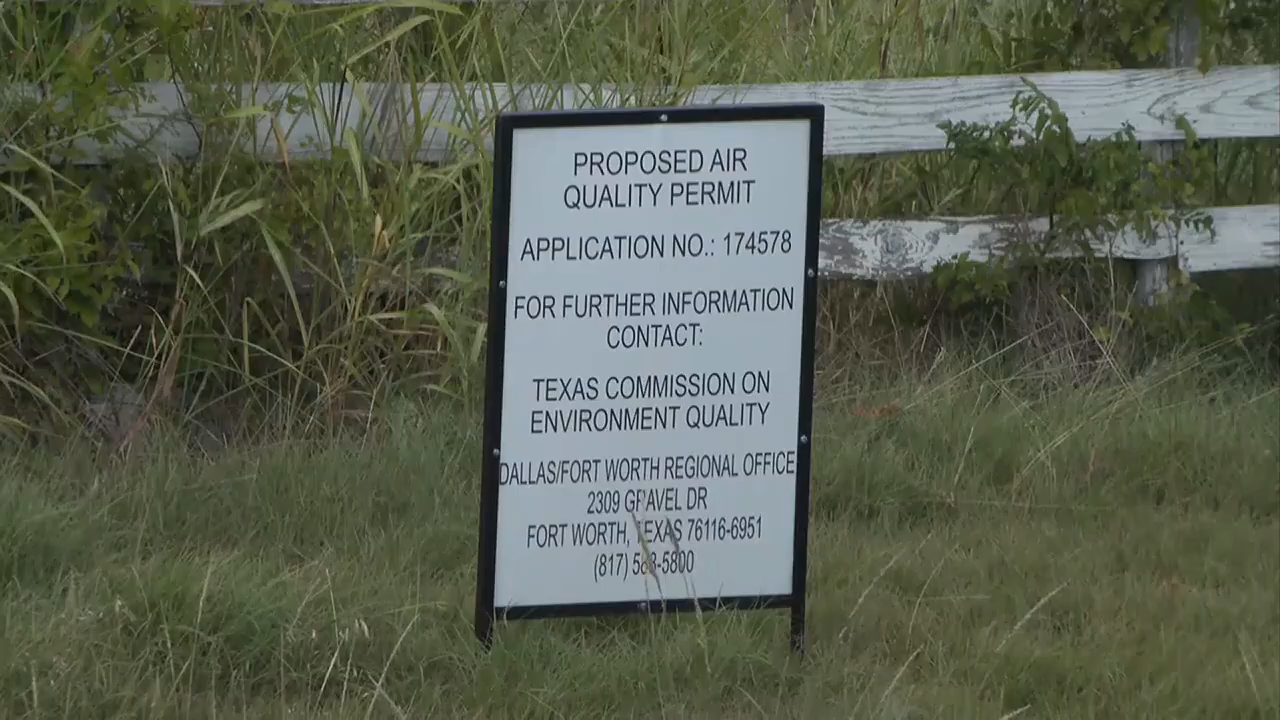 PROPOSED AIR
QUALITY PERMIT
APPLICATION NO.: 174578
FOR FURTHER INFORMATION
CONTACT:
TEXAS COMMISSION ON
ENVIRONMENT QUALITY
DALLAS/FORT WORTH REGIONAL OFFICE
2309 GRAVEL DR
FORT WORTH, TEXAS 76116-6951
(817) 588-5800